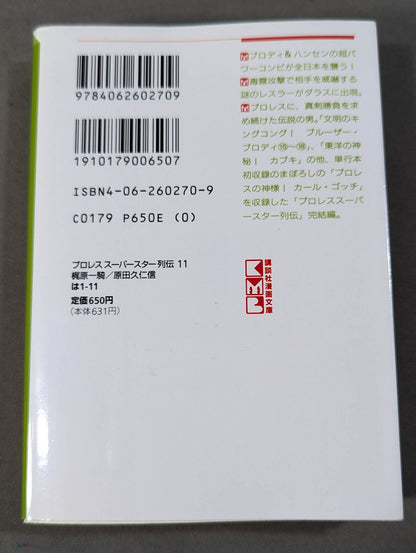 9784062602709
1910179006507
ISBN4-06-260270-9
C0179 P650E (0)
プロレス スーパースター列伝 11
梶原一騎／原田久仁信
は1-11
定価650円
（本体631円）
ブロディ＆ハンセンの超パ
ワーコンビが全日本を襲う！
毒霧攻撃で相手を威嚇する
謎のレスラーがダラスに出現。
プロレスに、真剣勝負を求
め続けた伝説の男。「文明のキ
ングコング！ ブルーザー・
ブロディ⑮〜⑱」、「東洋の神
秘！ カブキ」の他、単行本
初収録のまぼろしの「プロレ
スの神様！ カール・ゴッチ」
を収録した「プロレススーパ
ースター列伝」完結編。
講談社漫画文庫
KMB